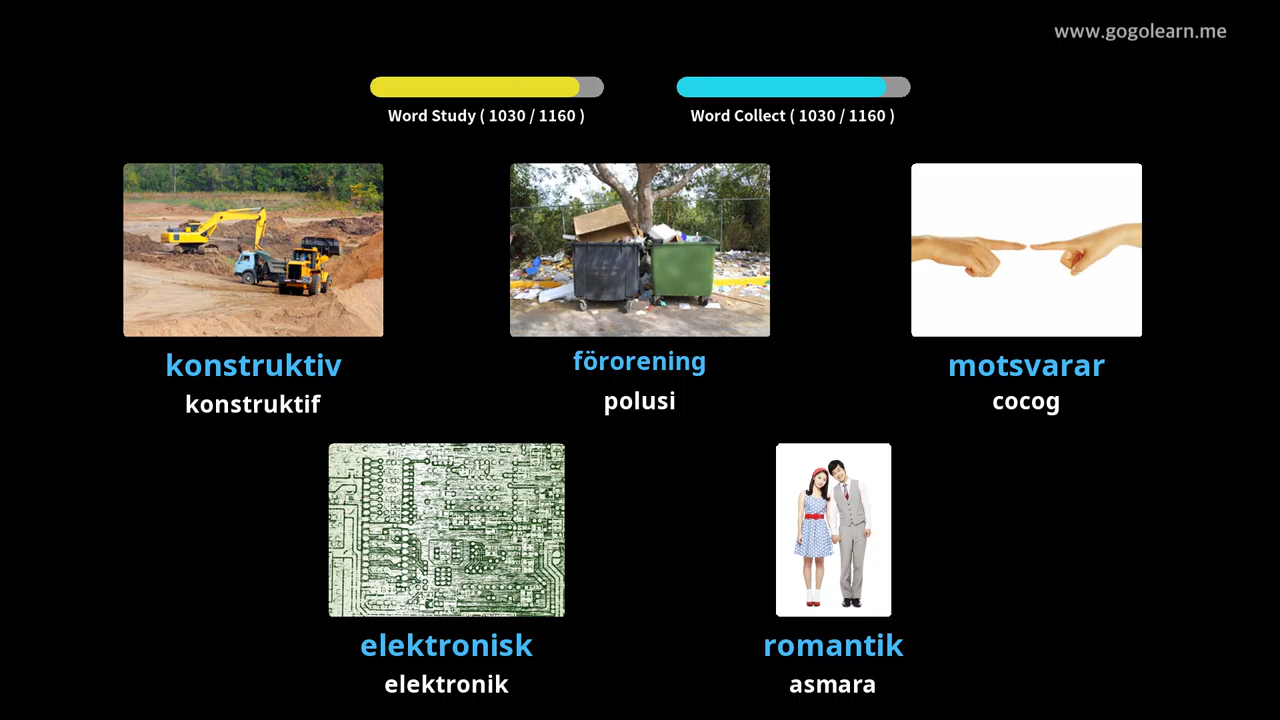 www.gogolearn.me
Word Study ( 1030 / 1160 )
Word Collect ( 1030 / 1160 )
konstruktiv
konstruktif
förorening
polusi
motsvarar
cocog
elektronisk
elektronik
romantik
asmara